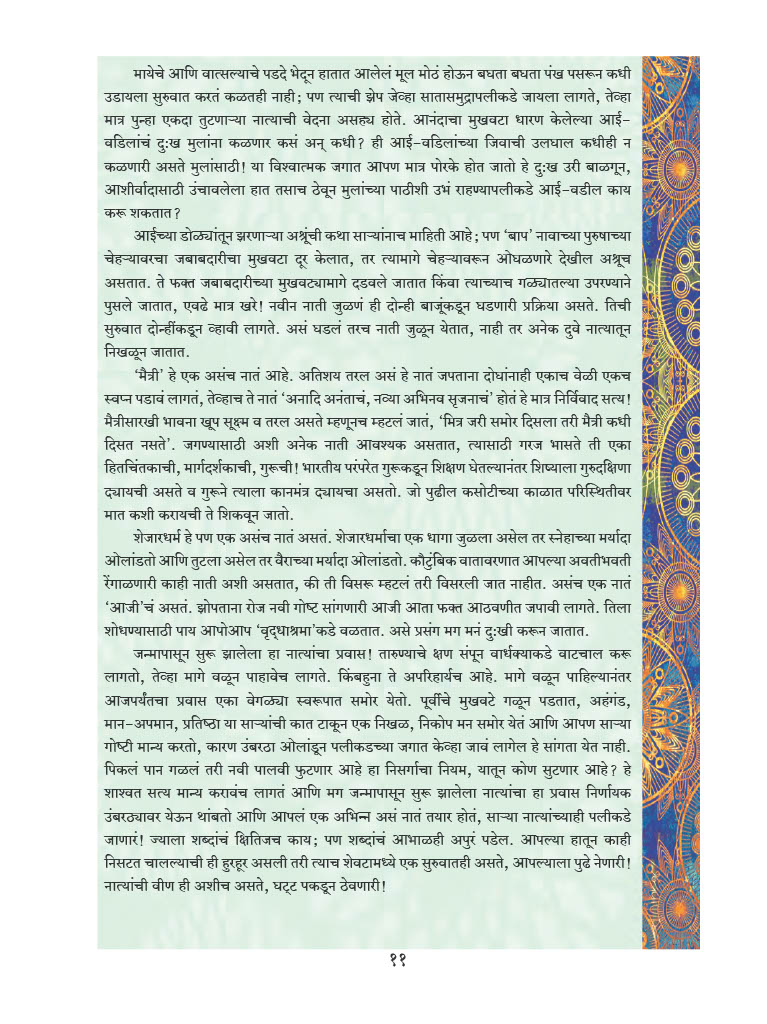 मायेचे आणि वात्सल्याचे पडदे भेदून हातात आलेलं मूल मोठं होऊन बघता बघता पंख पसरून कधी
उडायला सुरुवात करतं कळतही नाही; पण त्याची झेप जेव्हा सातासमुद्रापलीकडे जायला लागते, तेव्हा
मात्र पुन्हा एकदा तुटणाऱ्या नात्याची वेदना असह्य होते. आनंदाचा मुखवटा धारण केलेल्या आई-
वडिलांचं दु:ख मुलांना कळणार कसं अन् कधी? ही आई-वडिलांच्या जिवाची उलघाल कधीही न
कळणारी असते मुलांसाठी! या विश्वात्मक जगात आपण मात्र पोरके होत जातो हे दु:ख उरी बाळगून,
आशीर्वादासाठी उंचावलेला हात तसाच ठेवून मुलांच्या पाठीशी उभं राहण्यापलीकडे आई-वडील काय
करू शकतात?
आईच्या डोळ्यांतून झरणाऱ्या अश्रूंची कथा साऱ्यांनाच माहिती आहे; पण ‘बाप’ नावाच्या पुरुषाच्या
चेहऱ्यावरचा जबाबदारीचा मुखवटा दूर केलात, तर त्यामागे चेहऱ्यावरून ओघळणारे देखील अश्रूच
असतात. ते फक्त जबाबदारीच्या मुखवट्यामागे दडवले जातात किंवा त्याच्याच गळ्यातल्या उपरण्याने
पुसले जातात, एवढे मात्र खरे! नवीन नाती जुळणं ही दोन्ही बाजूंकडून घडणारी प्रक्रिया असते. तिची
सुरुवात दोन्हींकडून व्हावी लागते. असं घडलं तरच नाती जुळून येतात, नाही तर अनेक दुवे नात्यातून
निखळून जातात.
‘मैत्री’ हे एक असंच नातं आहे. अतिशय तरल असं हे नातं जपताना दोघांनाही एकाच वेळी एकच
स्वप्न पडावं लागतं, तेव्हाच ते नातं ‘अनादि अनंताचं, नव्या अभिनव सृजनाचं’ होतं हे मात्र निर्विवाद सत्य!
मैत्रीसारखी भावना खूप सूक्ष्म व तरल असते म्हणूनच म्हटलं जातं, ‘मित्र जरी समोर दिसला तरी मैत्री कधी
दिसत नसते’. जगण्यासाठी अशी अनेक नाती आवश्यक असतात, त्यासाठी गरज भासते ती एका
हितचिंतकाची, मार्गदर्शकाची, गुरूची! भारतीय परंपरेत गुरूकडून शिक्षण घेतल्यानंतर शिष्याला गुरुदक्षिणा
द्यायची असते व गुरूने त्याला कानमंत्र द्यायचा असतो. जो पुढील कसोटीच्या काळात परिस्थितीवर
मात कशी करायची ते शिकवून जातो.
शेजारधर्म हे पण एक असंच नातं असतं. शेजारधर्माचा एक धागा जुळला असेल तर स्नेहाच्या मर्यादा
ओलांडतो आणि तुटला असेल तर वैराच्या मर्यादा ओलांडतो. कौटुंबिक वातावरणात आपल्या अवतीभवती
रेंगाळणारी काही नाती अशी असतात, की ती विसरू म्हटलं तरी विसरली जात नाहीत. असंच एक नातं
‘आजी’चं असतं. झोपताना रोज नवी गोष्ट सांगणारी आजी आता फक्त आठवणीत जपावी लागते. तिला
शोधण्यासाठी पाय आपोआप ‘वृद्धाश्रमा’कडे वळतात. असे प्रसंग मग मनं दु:खी करून जातात.
जन्मापासून सुरू झालेला हा नात्यांचा प्रवास! तारुण्याचे क्षण संपून वार्धक्याकडे वाटचाल करू
लागतो, तेव्हा मागे वळून पाहावेच लागते. किंबहुना ते अपरिहार्यच आहे. मागे वळून पाहिल्यानंतर
आजपर्यंतचा प्रवास एका वेगळ्या स्वरूपात समोर येतो. पूर्वीचे मुखवटे गळून पडतात, अहंगंड,
मान-अपमान, प्रतिष्ठा या साऱ्यांची कात टाकून एक निखळ, निकोप मन समोर येतं आणि आपण साऱ्या
गोष्टी मान्य करतो, कारण उंबरठा ओलांडून पलीकडच्या जगात केव्हा जावं लागेल हे सांगता येत नाही.
पिकलं पान गळलं तरी नवी पालवी फुटणार आहे हा निसर्गाचा नियम, यातून कोण सुटणार आहे? हे
शाश्वत सत्य मान्य करावंच लागतं आणि मग जन्मापासून सुरू झालेला नात्यांचा हा प्रवास निर्णायक
उंबरठ्यावर येऊन थांबतो आणि आपलं एक अभिन्न असं नातं तयार होतं, साऱ्या नात्यांच्याही पलीकडे
जाणारं! ज्याला शब्दांचं क्षितिजच काय; पण शब्दांचं आभाळही अपुरं पडेल. आपल्या हातून काही
निसटत चालल्याची ही हुरहूर असली तरी त्याच शेवटामध्ये एक सुरुवातही असते, आपल्याला पुढे नेणारी!
नात्यांची वीण ही अशीच असते, घट्ट पकडून ठेवणारी!
११